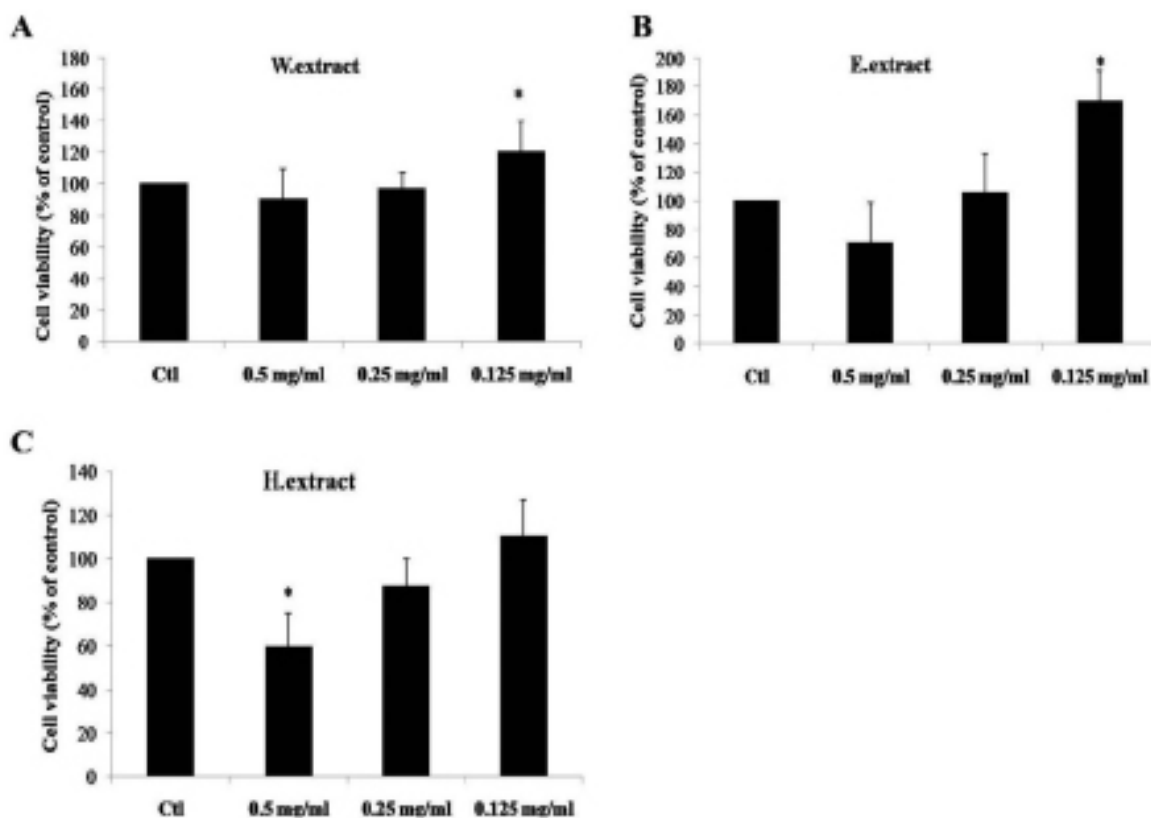 A
W.extract
Cell viability (% of control)
180
160
140
120
100
80
60
40
20
0
*
Ctl
0.5 mg/ml
0.25 mg/ml
0.125 mg/ml
B
E.extract
Cell viability (% of control)
200
180
160
140
120
100
80
60
40
20
0
*
Ctl
0.5 mg/ml
0.25 mg/ml
0.125 mg/ml
C
H.extract
Cell viability (% of control)
140
120
100
80
60
40
20
0
*
Ctl
0.5 mg/ml
0.25 mg/ml
0.125 mg/ml